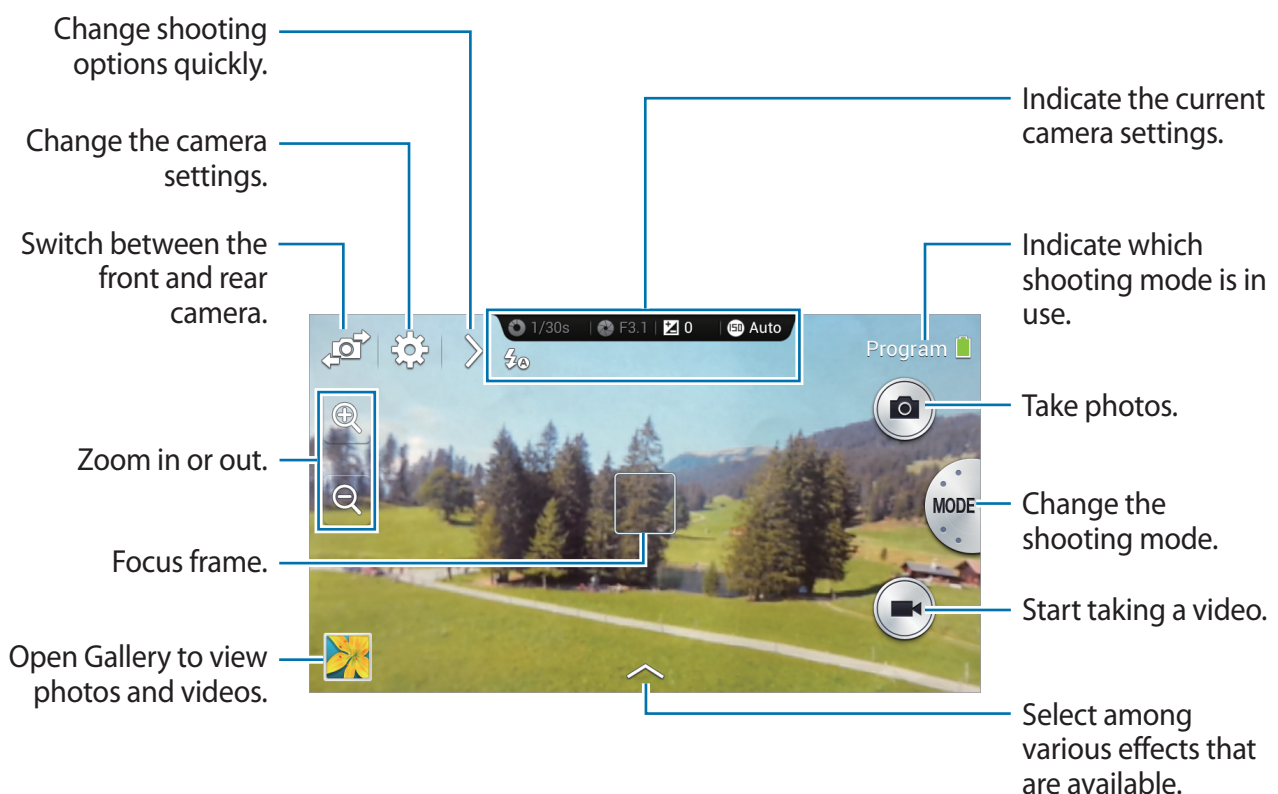 Change shooting
options quickly.
Change the camera
settings.
Switch between the
front and rear
camera.
Zoom in or out.
Focus frame.
Open Gallery to view
photos and videos.
1/30s
F3.1
0
ISO
Auto
Program
MODE
Indicate the current
camera settings.
Indicate which
shooting mode is in
use.
Take photos.
Change the
shooting mode.
Start taking a video.
Select among
various effects that
are available.